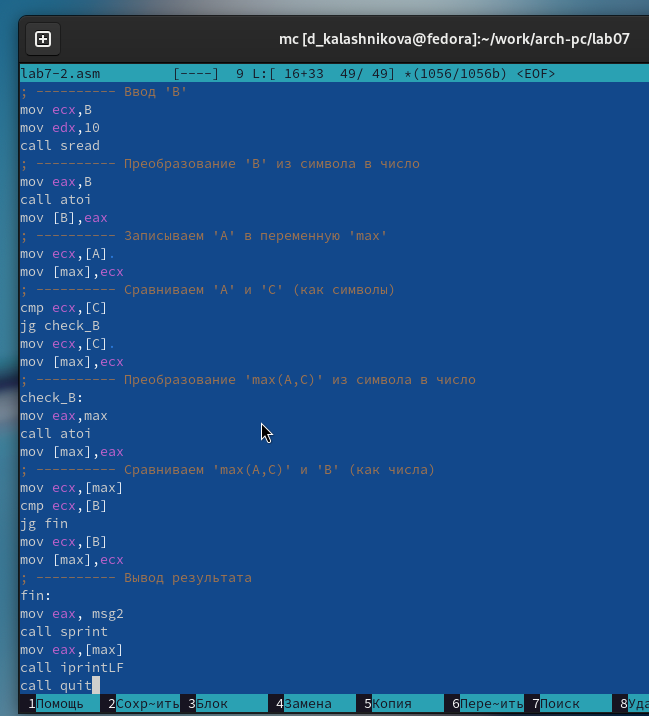 mc [d_kalashnikova@fedora]:~/work/arch-pc/lab07
lab7-2.asm [----] 9 L:[ 16+33 49/ 49] *(1056/1056b) <EOF>
; ---------- Ввод 'B'
mov ecx,B
mov edx,10
call sread
; ---------- Преобразование 'B' из символа в число
mov eax,B
call atoi
mov [B],eax
; ---------- Записываем 'A' в переменную 'max'
mov ecx,[A].
mov [max],ecx
; ---------- Сравниваем 'A' и 'C' (как символы)
cmp ecx,[C]
jg check_B
mov ecx,[C].
mov [max],ecx
; ---------- Преобразование 'max(A,C)' из символа в число
check_B:
mov eax,max
call atoi
mov [max],eax
; ---------- Сравниваем 'max(A,C)' и 'B' (как числа)
mov ecx,[max]
cmp ecx,[B]
jg fin
mov ecx,[B]
mov [max],ecx
; ---------- Вывод результата
fin:
mov eax, msg2
call sprint
mov eax,[max]
call iprintLF
call quit
1Помощь 2Сохр~ить 3Блок 4Замена 5Копия 6Пере~ить 7Поиск 8Уда